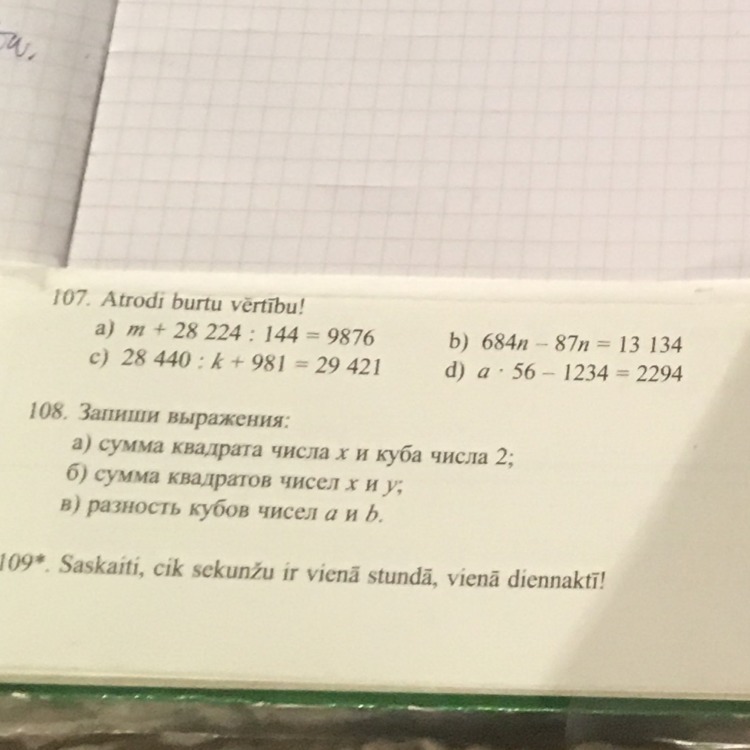 107. Atrodi burtu vērtību!
a) m + 28 224 : 144 = 9876 b) 684n – 87n = 13 134
c) 28 440 : k + 981 = 29 421 d) a · 56 – 1234 = 2294
108. Запиши выражения:
а) сумма квадрата числа x и куба числа 2;
б) сумма квадратов чисел x и y;
в) разность кубов чисел a и b.
109*. Saskaiti, cik sekunžu ir vienā stundā, vienā diennaktī!